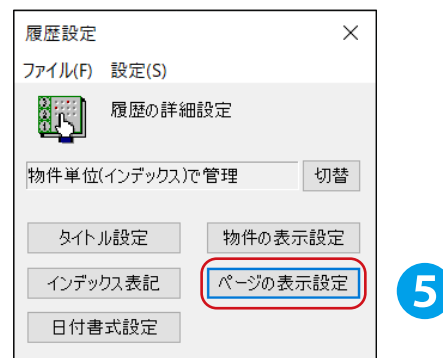 履歴設定
ファイル(F) 設定(S)
履歴の詳細設定
物件単位(インデックス)で管理 切替
タイトル設定 物件の表示設定
インデックス表記 ページの表示設定
日付書式設定
5